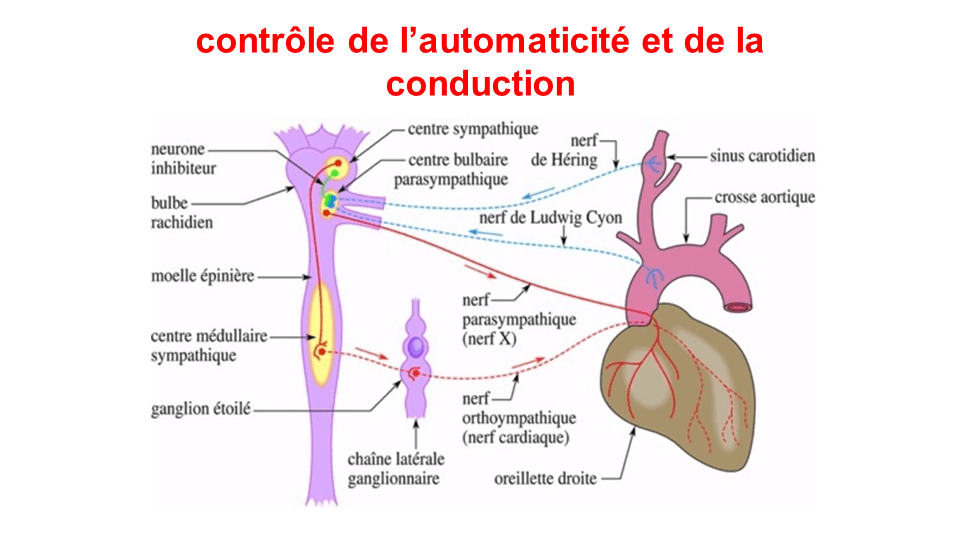 contrôle de l’automaticité et de la
conduction
centre sympathique
neurone
inhibiteur
centre bulbaire
parasympathique
nerf
de Héring
sinus carotidien
bulbe
rachidien
crosse aortique
nerf de Ludwig Cyon
moelle épinière
nerf
parasympathique
(nerf X)
centre médullaire
sympathique
ganglion étoilé
nerf
orthoympathique
(nerf cardiaque)
chaîne latérale
ganglionnaire
oreillette droite